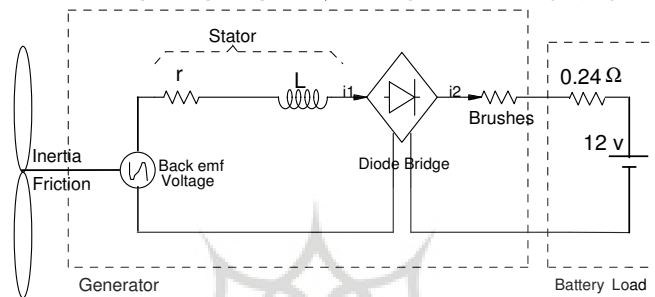 Stator
r
L
i1
i2
Brushes
0.24 Ω
12 v
Inertia
Friction
Back emf
Voltage
Diode Bridge
Generator
Battery Load